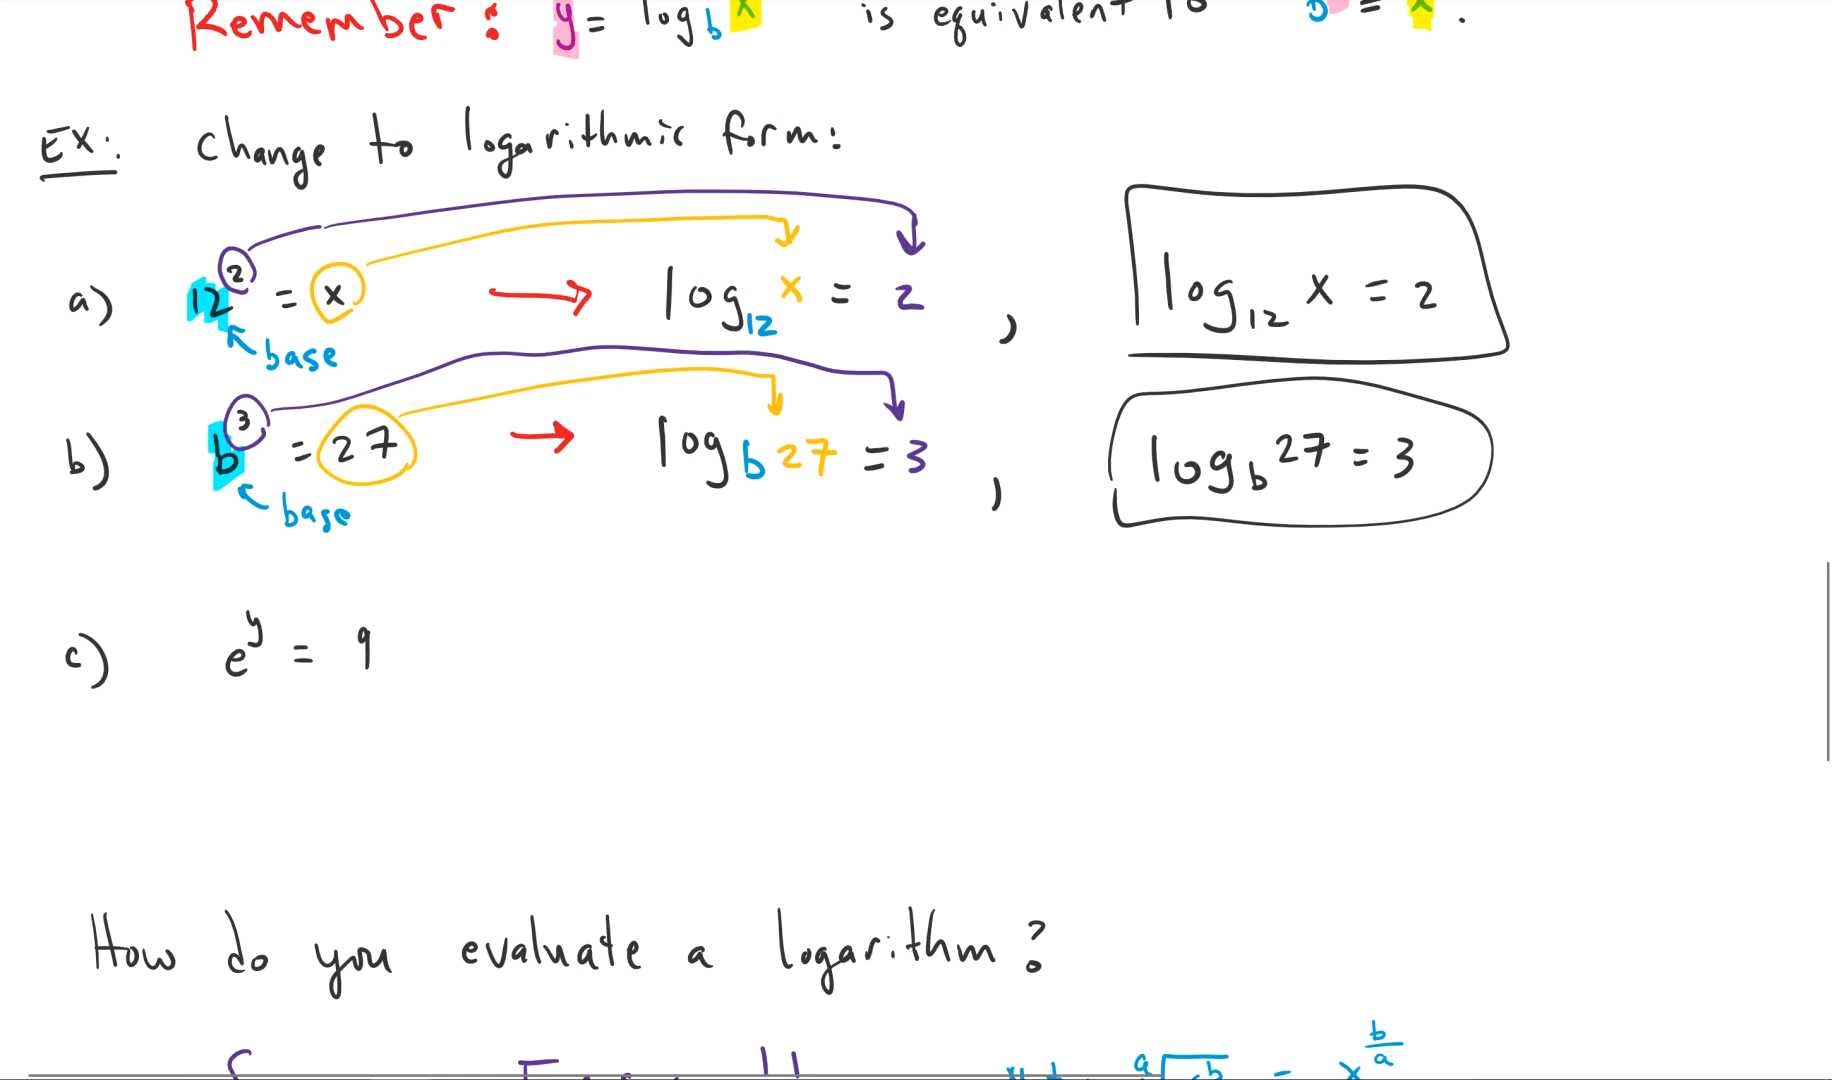 Remember: y = log_b x is equivalent to b = x.
Ex: Change to logarithmic form:
a) 12^2 = x → log_12 x = 2 , log_12 x = 2
base
b) b^3 = 27 → log_b 27 = 3 , log_b 27 = 3
base
c) e^y = 9
How do you evaluate a logarithm?
= x^(b/a)